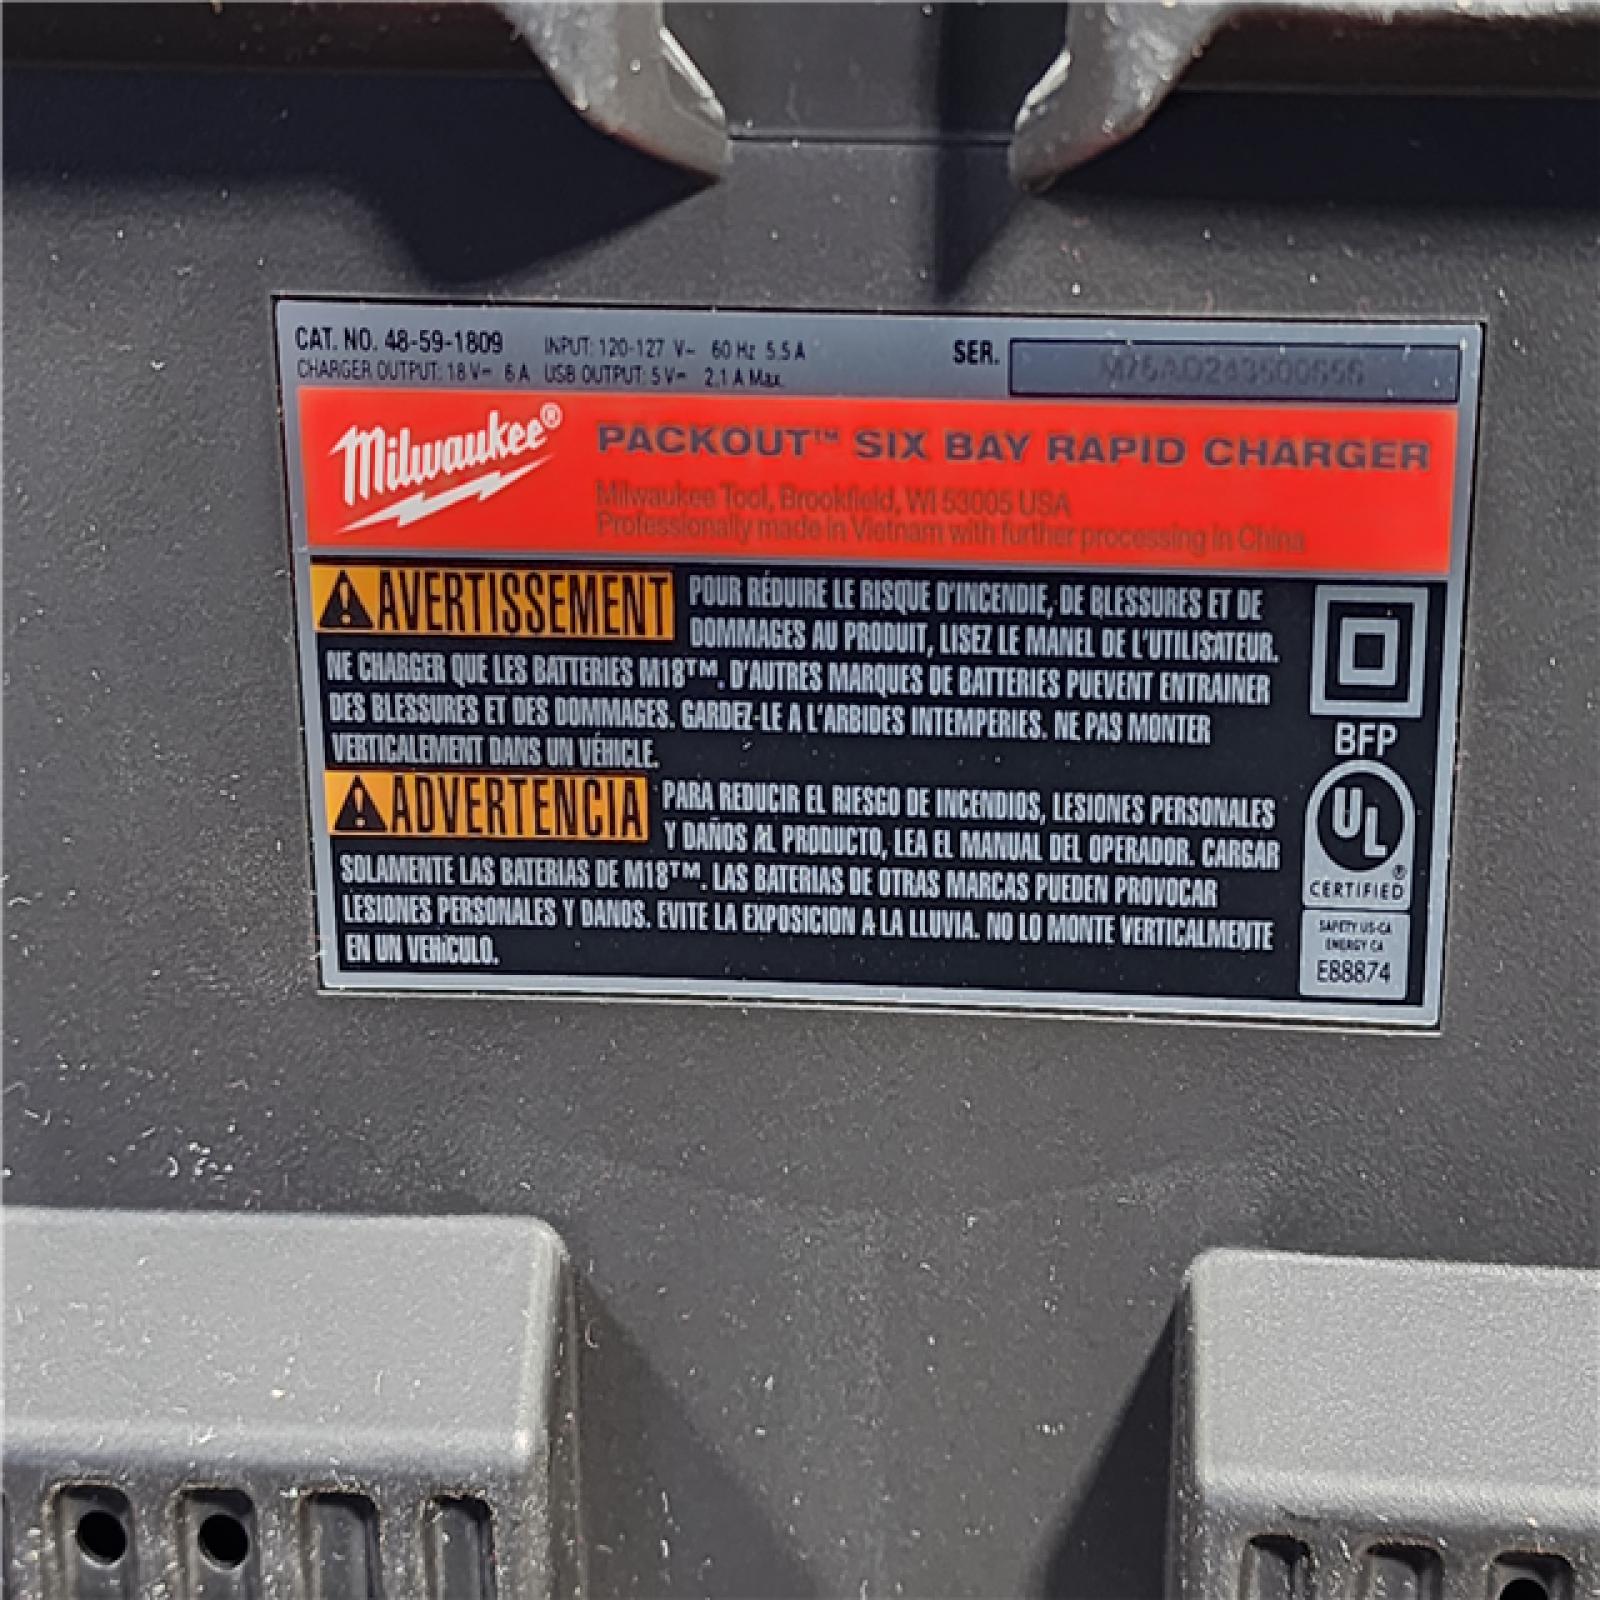 CAT. NO. 48-59-1809 INPUT: 120-127 V~ 60 Hz 5.5 A SER.
CHARGER OUTPUT: 18 V⎓ 6 A USB OUTPUT: 5 V⎓ 2.1 A Max.
Milwaukee® PACKOUT™ SIX BAY RAPID CHARGER
Milwaukee Tool, Brookfield, WI 53005 USA
Professionally made in Vietnam with further processing in China
AVERTISSEMENT POUR RÉDUIRE LE RISQUE D'INCENDIE, DE BLESSURES ET DE
DOMMAGES AU PRODUIT, LISEZ LE MANEL DE L'UTILISATEUR.
NE CHARGER QUE LES BATTERIES M18™. D'AUTRES MARQUES DE BATTERIES PUEVENT ENTRAINER
DES BLESSURES ET DES DOMMAGES. GARDEZ-LE A L'ARBIDES INTEMPERIES. NE PAS MONTER
VERTICALEMENT DANS UN VÉHICLE.
ADVERTENCIA PARA REDUCIR EL RIESGO DE INCENDIOS, LESIONES PERSONALES
Y DAÑOS AL PRODUCTO, LEA EL MANUAL DEL OPERADOR. CARGAR
SOLAMENTE LAS BATERIAS DE M18™. LAS BATERIAS DE OTRAS MARCAS PUEDEN PROVOCAR
LESIONES PERSONALES Y DANOS. EVITE LA EXPOSICION A LA LLUVIA. NO LO MONTE VERTICALMENTE
EN UN VEHÍCULO.
BFP
UL®
CERTIFIED
SAFETY US-CA
ENERGY CA
E88874